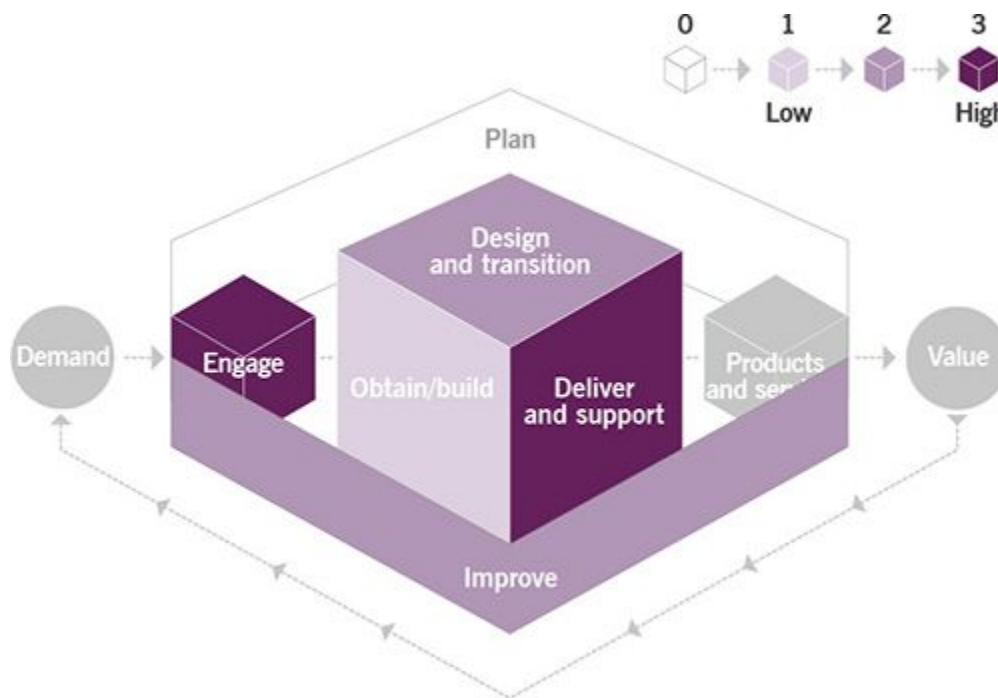 0 1 2 3
Low High
Plan
Design
and transition
Demand
Engage
Obtain/build
Deliver
and support
Products
and
Value
Improve